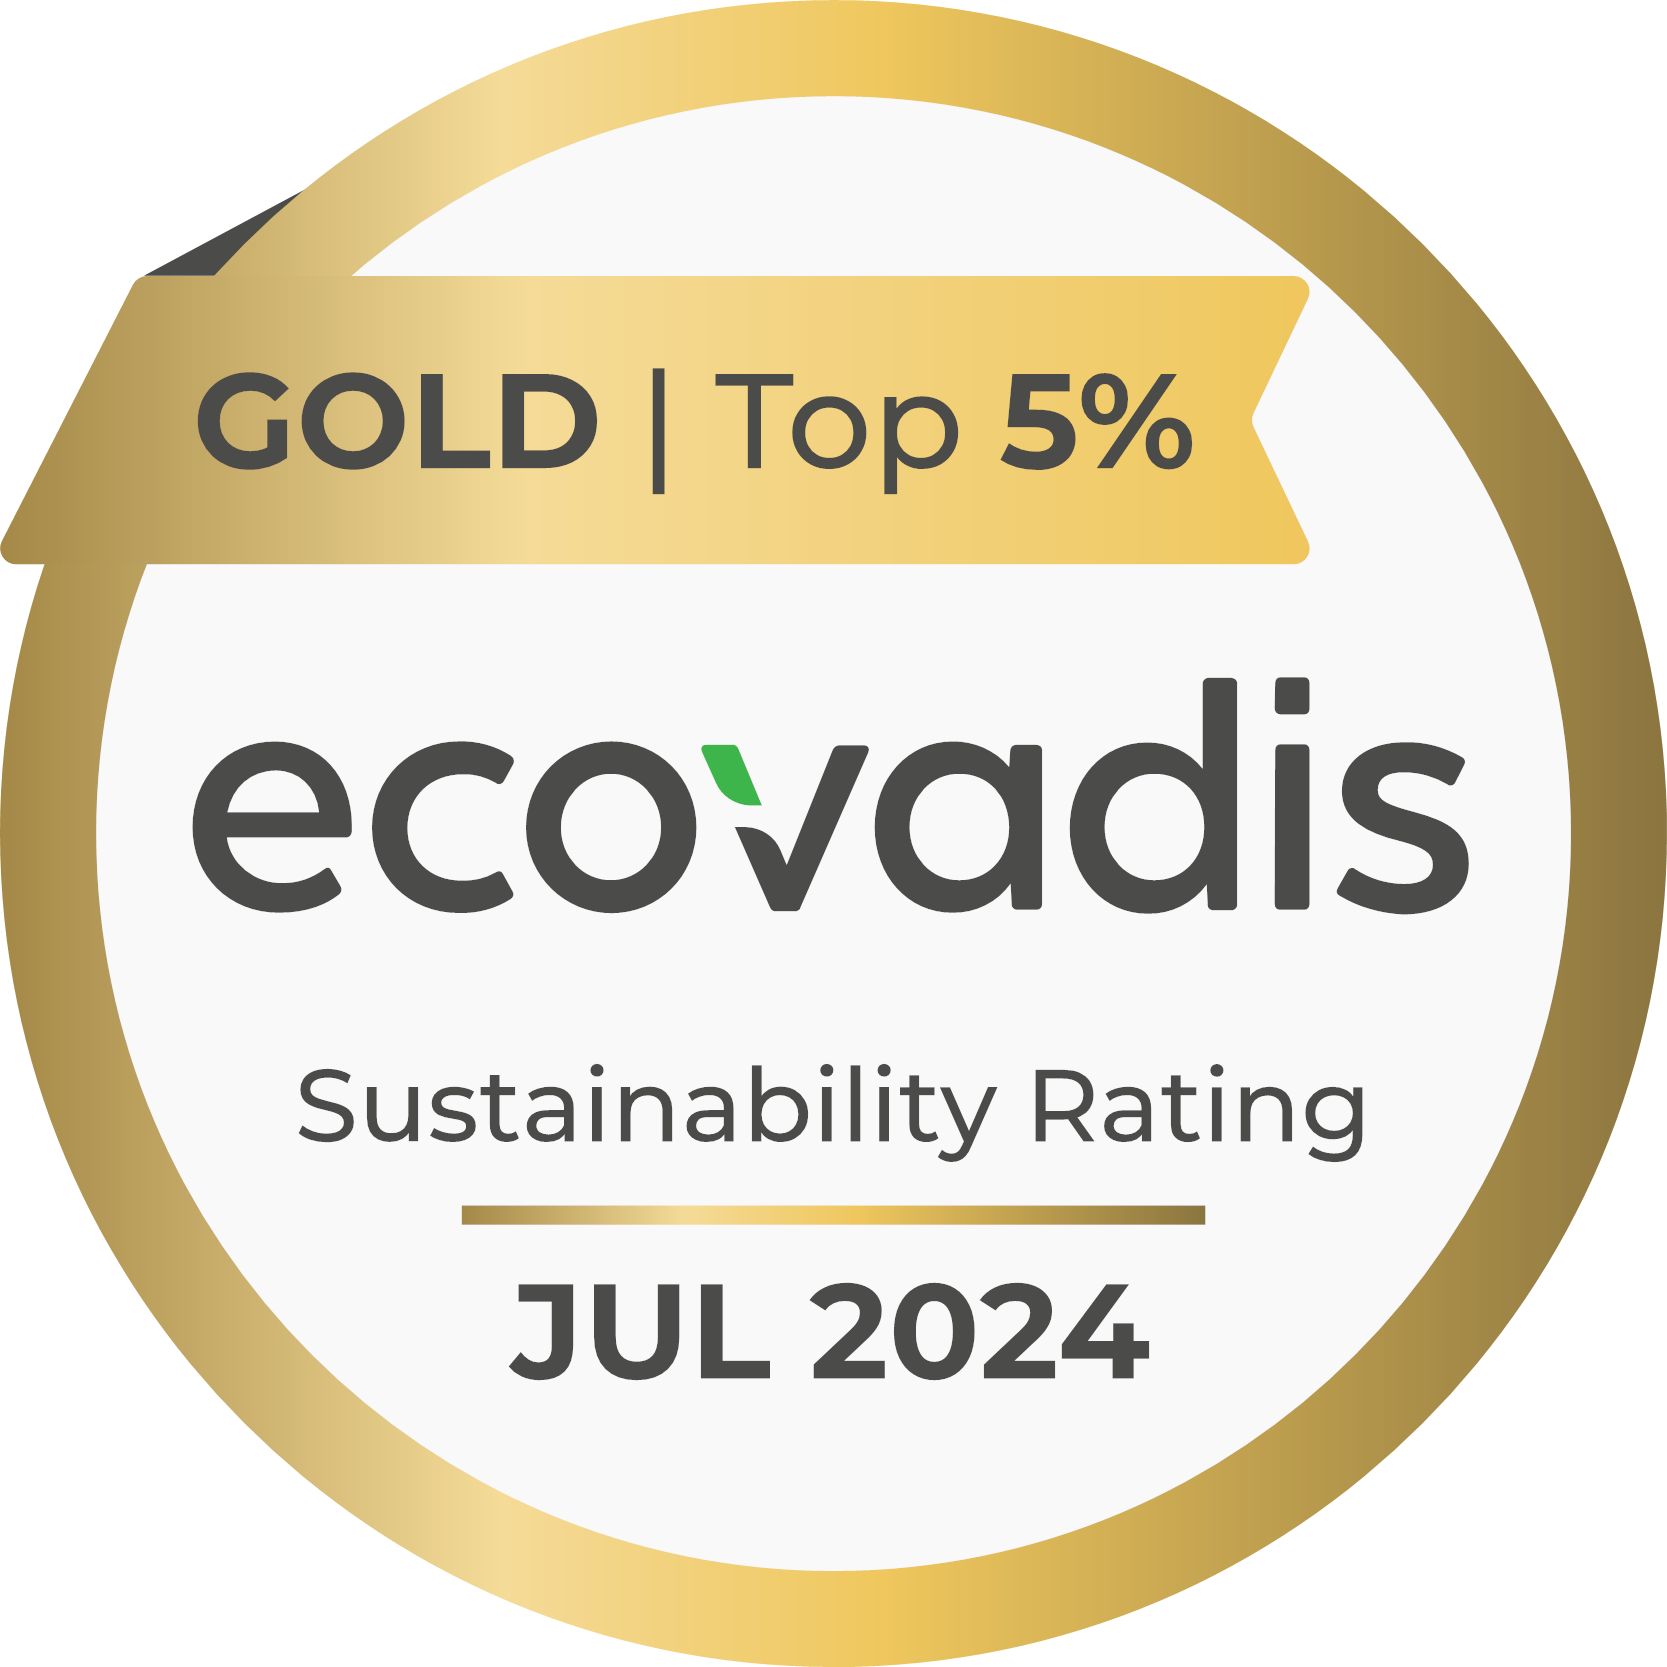 GOLD | Top 5%
ecovadis
Sustainability Rating
JUL 2024